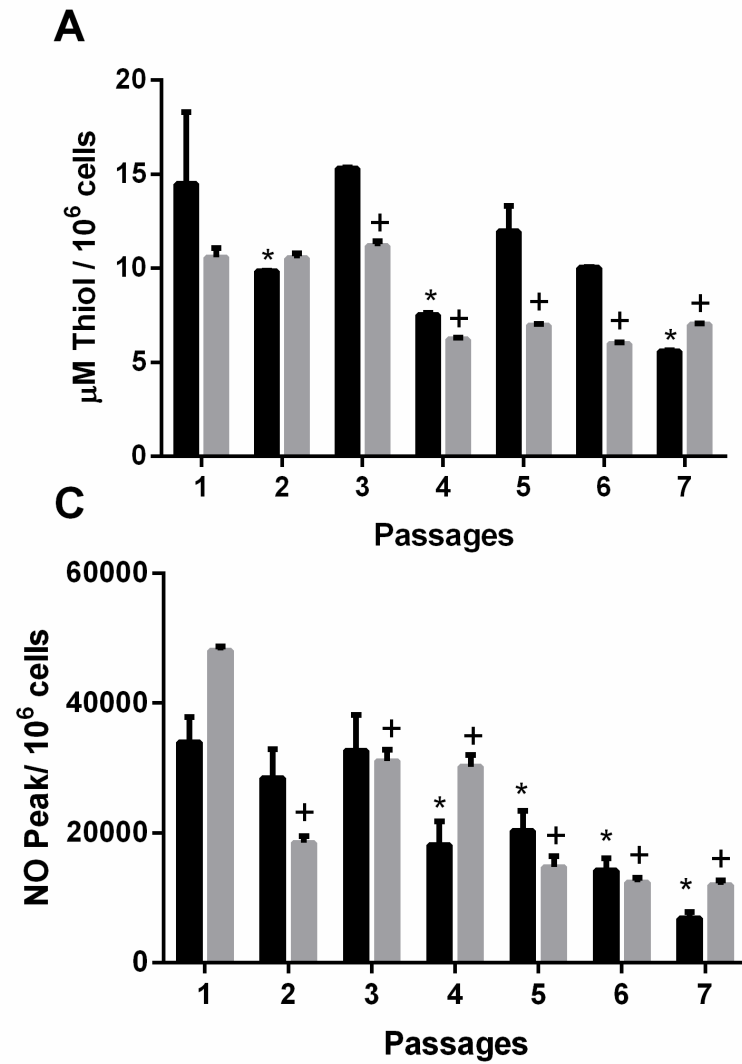 A
20
15
10
5
0
μM Thiol / 10⁶ cells
* + * + + + * +
1 2 3 4 5 6 7
Passages
C
60000
40000
20000
0
NO Peak/ 10⁶ cells
+ + * + * + * + * +
1 2 3 4 5 6 7
Passages